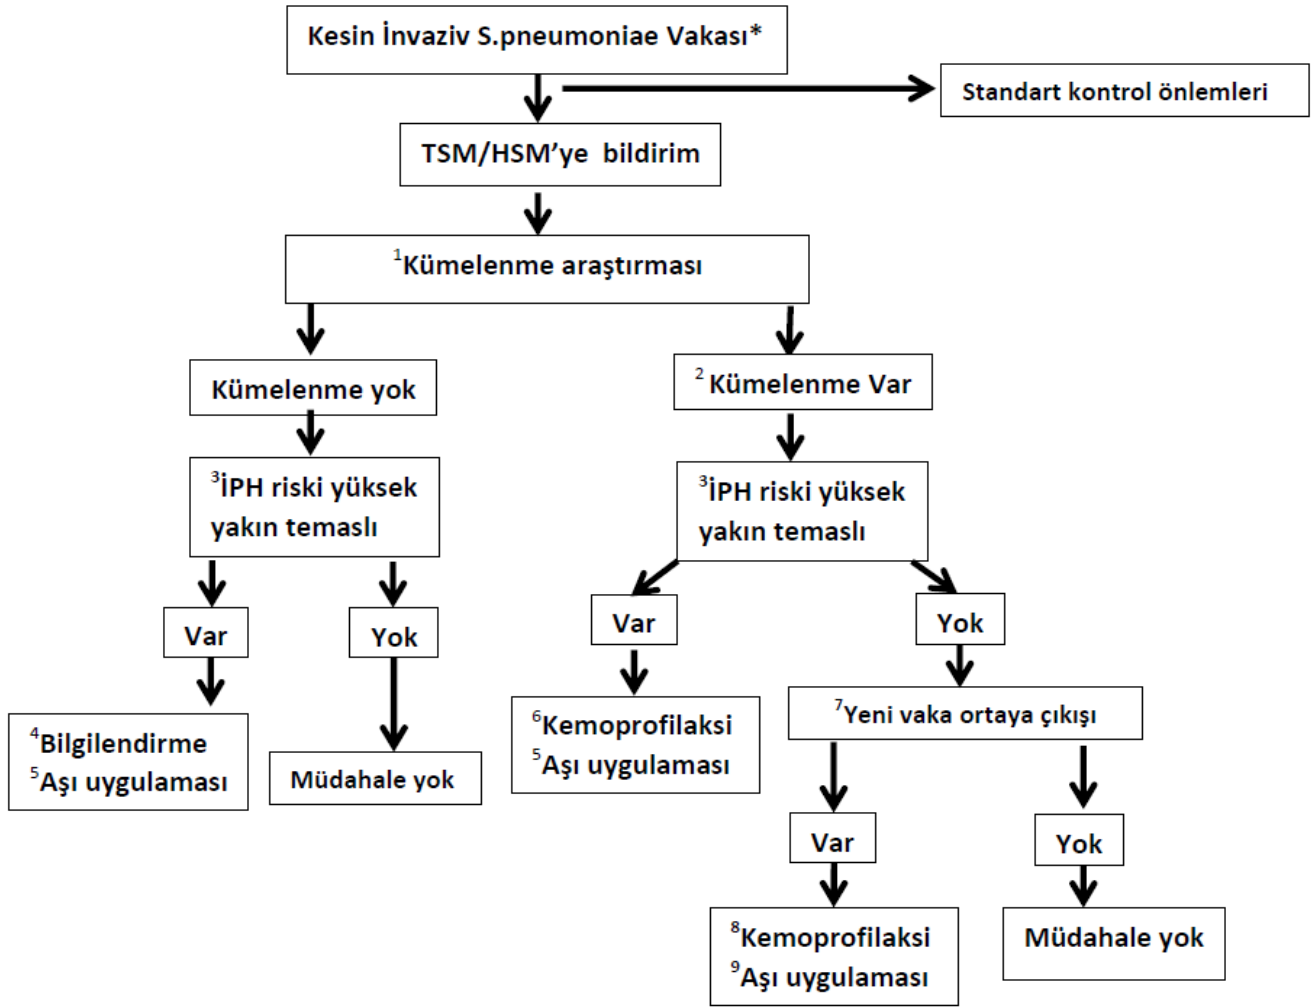 Kesin İnvaziv S.pneumoniae Vakası*
Standart kontrol önlemleri
TSM/HSM’ye bildirim
¹Kümelenme araştırması
Kümelenme yok
² Kümelenme Var
³İPH riski yüksek
yakın temaslı
³İPH riski yüksek
yakın temaslı
Var
Yok
Var
Yok
⁴Bilgilendirme
⁵Aşı uygulaması
Müdahale yok
⁶Kemoprofilaksi
⁵Aşı uygulaması
⁷Yeni vaka ortaya çıkışı
Var
Yok
⁸Kemoprofilaksi
⁹Aşı uygulaması
Müdahale yok